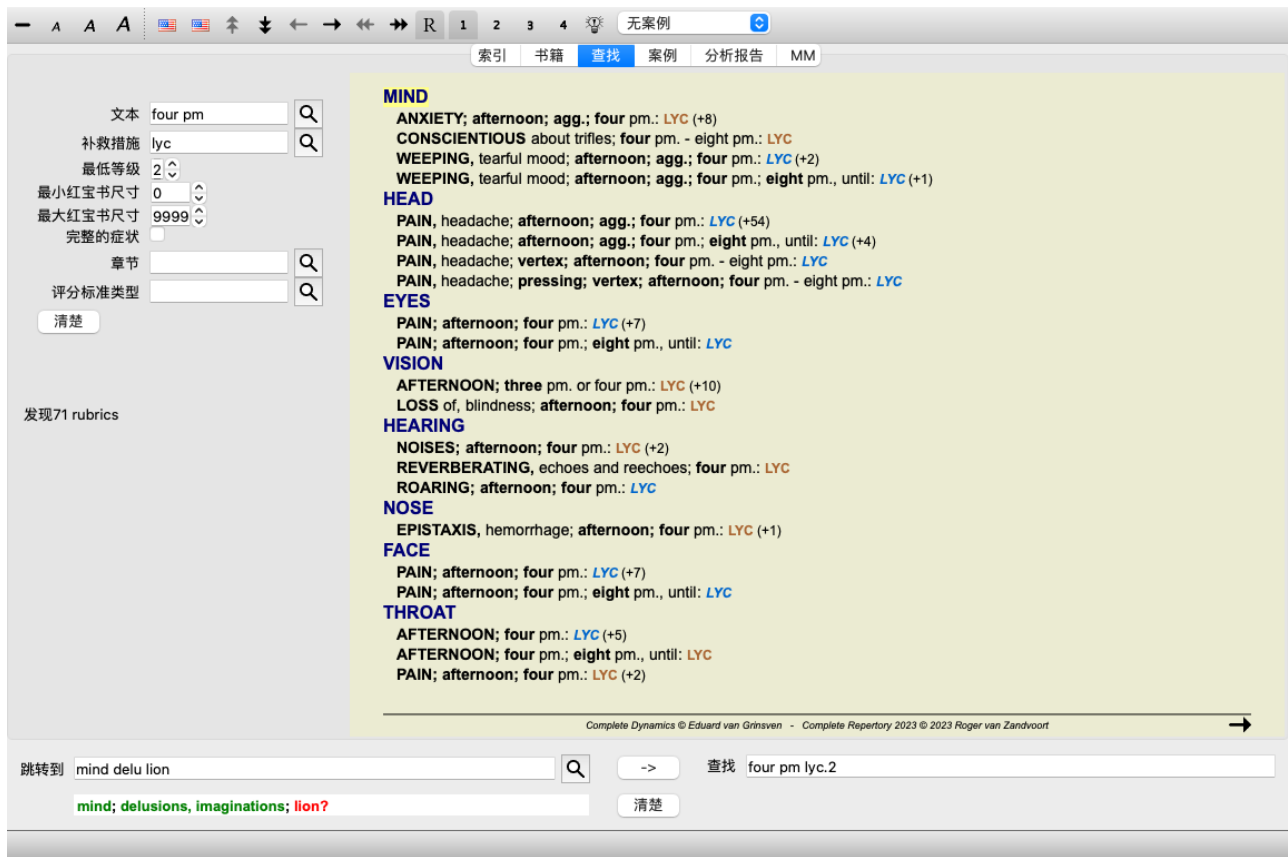 A A A R 1 2 3 4 无案例
索引 书籍 查找 案例 分析报告 MM
文本 four pm
补救措施 lyc
最低等级 2
最小红宝书尺寸 0
最大红宝书尺寸 9999
完整的症状
章节
评分标准类型
清楚
发现71 rubrics
MIND
ANXIETY; afternoon; agg.; four pm.: LYC (+8)
CONSCIENTIOUS about trifles; four pm. - eight pm.: LYC
WEEPING, tearful mood; afternoon; agg.; four pm.: LYC (+2)
WEEPING, tearful mood; afternoon; agg.; four pm.; eight pm., until: LYC (+1)
HEAD
PAIN, headache; afternoon; agg.; four pm.: LYC (+54)
PAIN, headache; afternoon; agg.; four pm.; eight pm., until: LYC (+4)
PAIN, headache; vertex; afternoon; four pm. - eight pm.: LYC
PAIN, headache; pressing; vertex; afternoon; four pm. - eight pm.: LYC
EYES
PAIN; afternoon; four pm.: LYC (+7)
PAIN; afternoon; four pm.; eight pm., until: LYC
VISION
AFTERNOON; three pm. or four pm.: LYC (+10)
LOSS of, blindness; afternoon; four pm.: LYC
HEARING
NOISES; afternoon; four pm.: LYC (+2)
REVERBERATING, echoes and reechoes; four pm.: LYC
ROARING; afternoon; four pm.: LYC
NOSE
EPISTAXIS, hemorrhage; afternoon; four pm.: LYC (+1)
FACE
PAIN; afternoon; four pm.: LYC (+7)
PAIN; afternoon; four pm.; eight pm., until: LYC
THROAT
AFTERNOON; four pm.: LYC (+5)
AFTERNOON; four pm.; eight pm., until: LYC
PAIN; afternoon; four pm.: LYC (+2)
Complete Dynamics © Eduard van Grinsven - Complete Repertory 2023 © 2023 Roger van Zandvoort
跳转到 mind delu lion -> 查找 four pm lyc.2
mind; delusions, imaginations; lion? 清楚